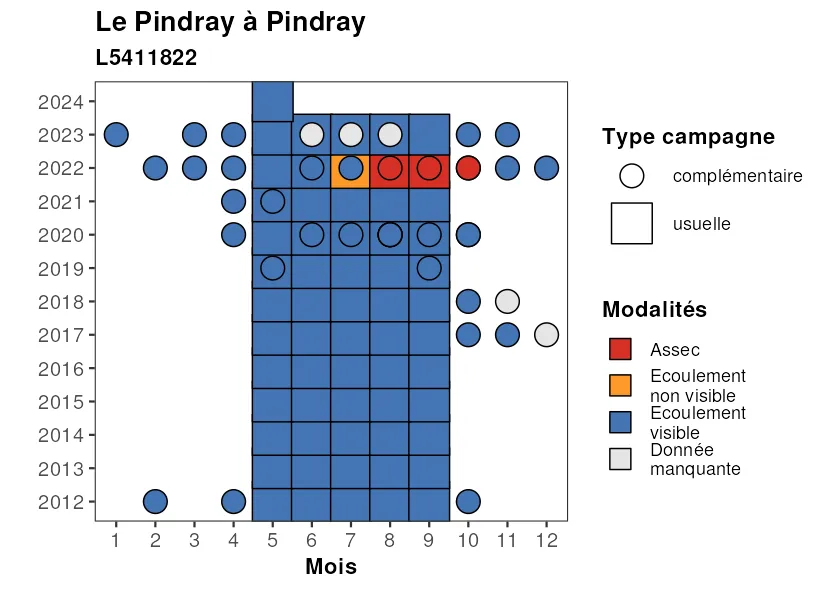 Le Pindray à Pindray
L5411822
2024
2023
2022
2021
2020
2019
2018
2017
2016
2015
2014
2013
2012
1 2 3 4 5 6 7 8 9 10 11 12
Mois
Type campagne
complémentaire
usuelle
Modalités
Assec
Ecoulement
non visible
Ecoulement
visible
Donnée
manquante